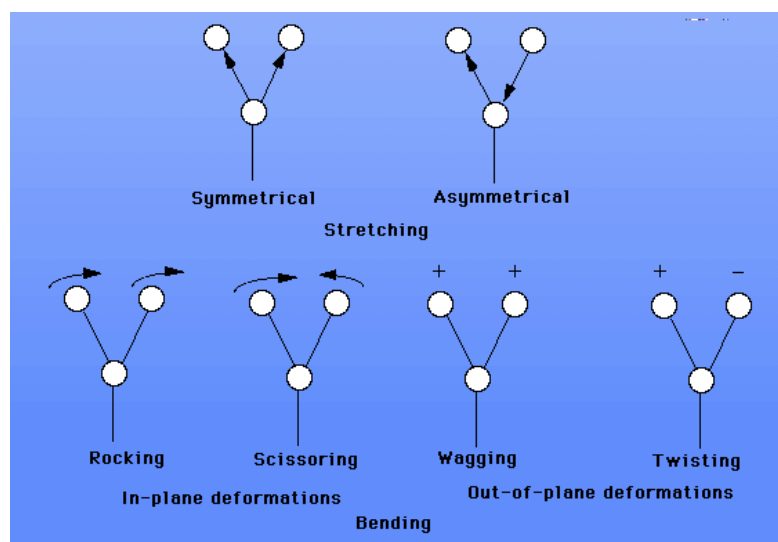 Symmetrical
Asymmetrical
Stretching
+ + + -
Rocking
Scissoring
Wagging
Twisting
In-plane deformations
Out-of-plane deformations
Bending